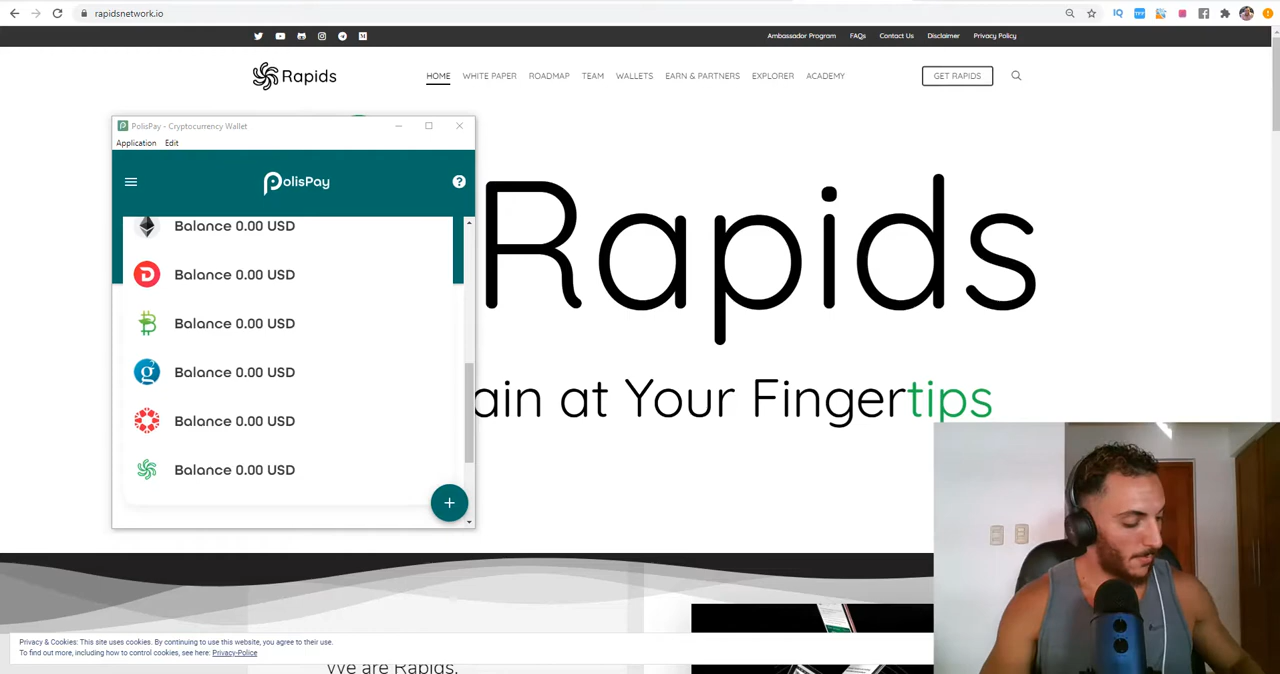 rapidsnetwork.io
Ambassador Program FAQs Contact Us Disclaimer Privacy Policy
Rapids
HOME WHITE PAPER ROADMAP TEAM WALLETS EARN & PARTNERS EXPLORER ACADEMY
GET RAPIDS
PolisPay - Cryptocurrency Wallet
Application Edit
PolisPay
Balance 0.00 USD
Balance 0.00 USD
Balance 0.00 USD
Balance 0.00 USD
Balance 0.00 USD
Balance 0.00 USD
+
Rapids
ain at Your Fingertips
Privacy & Cookies: This site uses cookies. By continuing to use this website, you agree to their use.
To find out more, including how to control cookies, see here: Privacy-Police
We are Rapids.